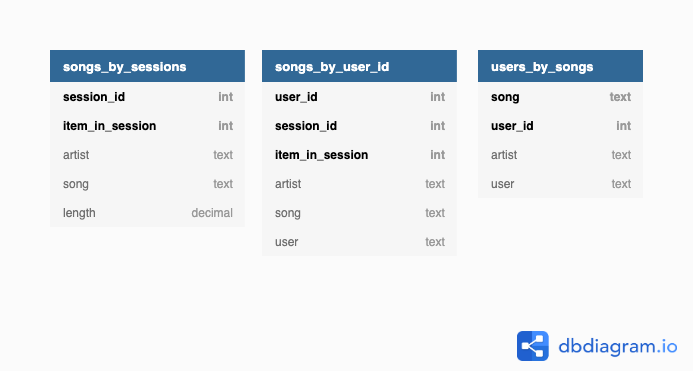 songs_by_sessions
session_id int
item_in_session int
artist text
song text
length decimal
songs_by_user_id
user_id int
session_id int
item_in_session int
artist text
song text
user text
users_by_songs
song text
user_id int
artist text
user text
dbdiagram.io